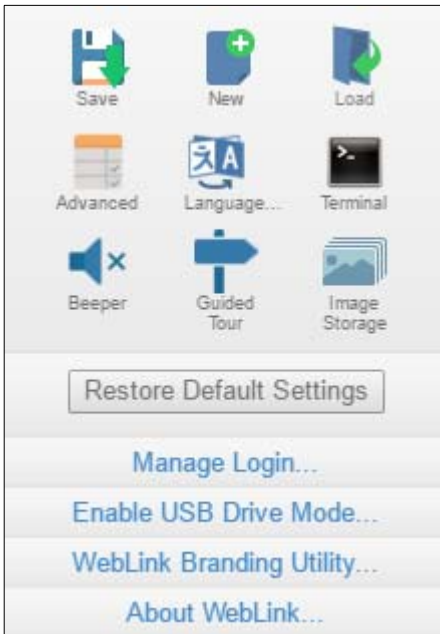 Save New Load
Advanced Language... Terminal
Beeper Guided Tour Image Storage
Restore Default Settings
Manage Login...
Enable USB Drive Mode...
WebLink Branding Utility...
About WebLink...